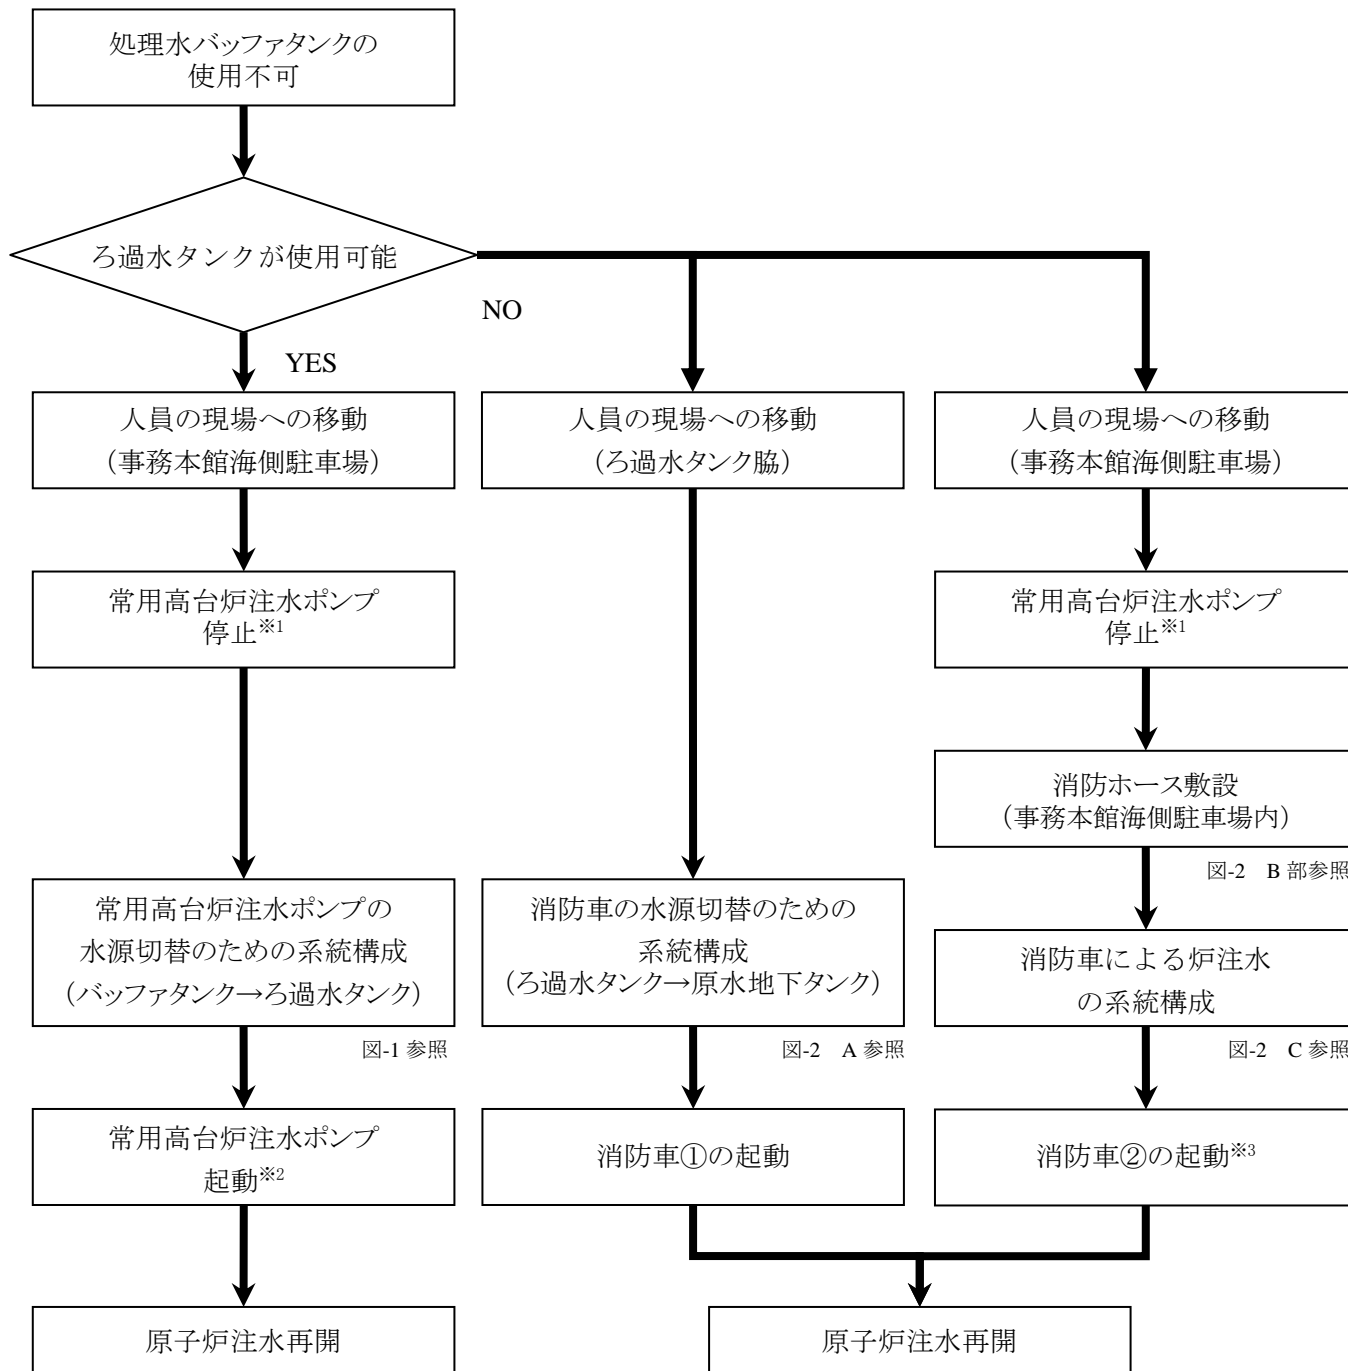 処理水バッファタンクの
使用不可
ろ過水タンクが使用可能
NO
YES
人員の現場への移動
（事務本館海側駐車場）
人員の現場への移動
（ろ過水タンク脇）
人員の現場への移動
（事務本館海側駐車場）
常用高台炉注水ポンプ
停止※1
常用高台炉注水ポンプ
停止※1
消防ホース敷設
（事務本館海側駐車場内）
図-2　B 部参照
常用高台炉注水ポンプの
水源切替のための系統構成
（バッファタンク→ろ過水タンク）
図-1 参照
消防車の水源切替のための
系統構成
（ろ過水タンク→原水地下タンク）
図-2　A 参照
消防車による炉注水
の系統構成
図-2　C 参照
常用高台炉注水ポンプ
起動※2
消防車①の起動
消防車②の起動※3
原子炉注水再開
原子炉注水再開